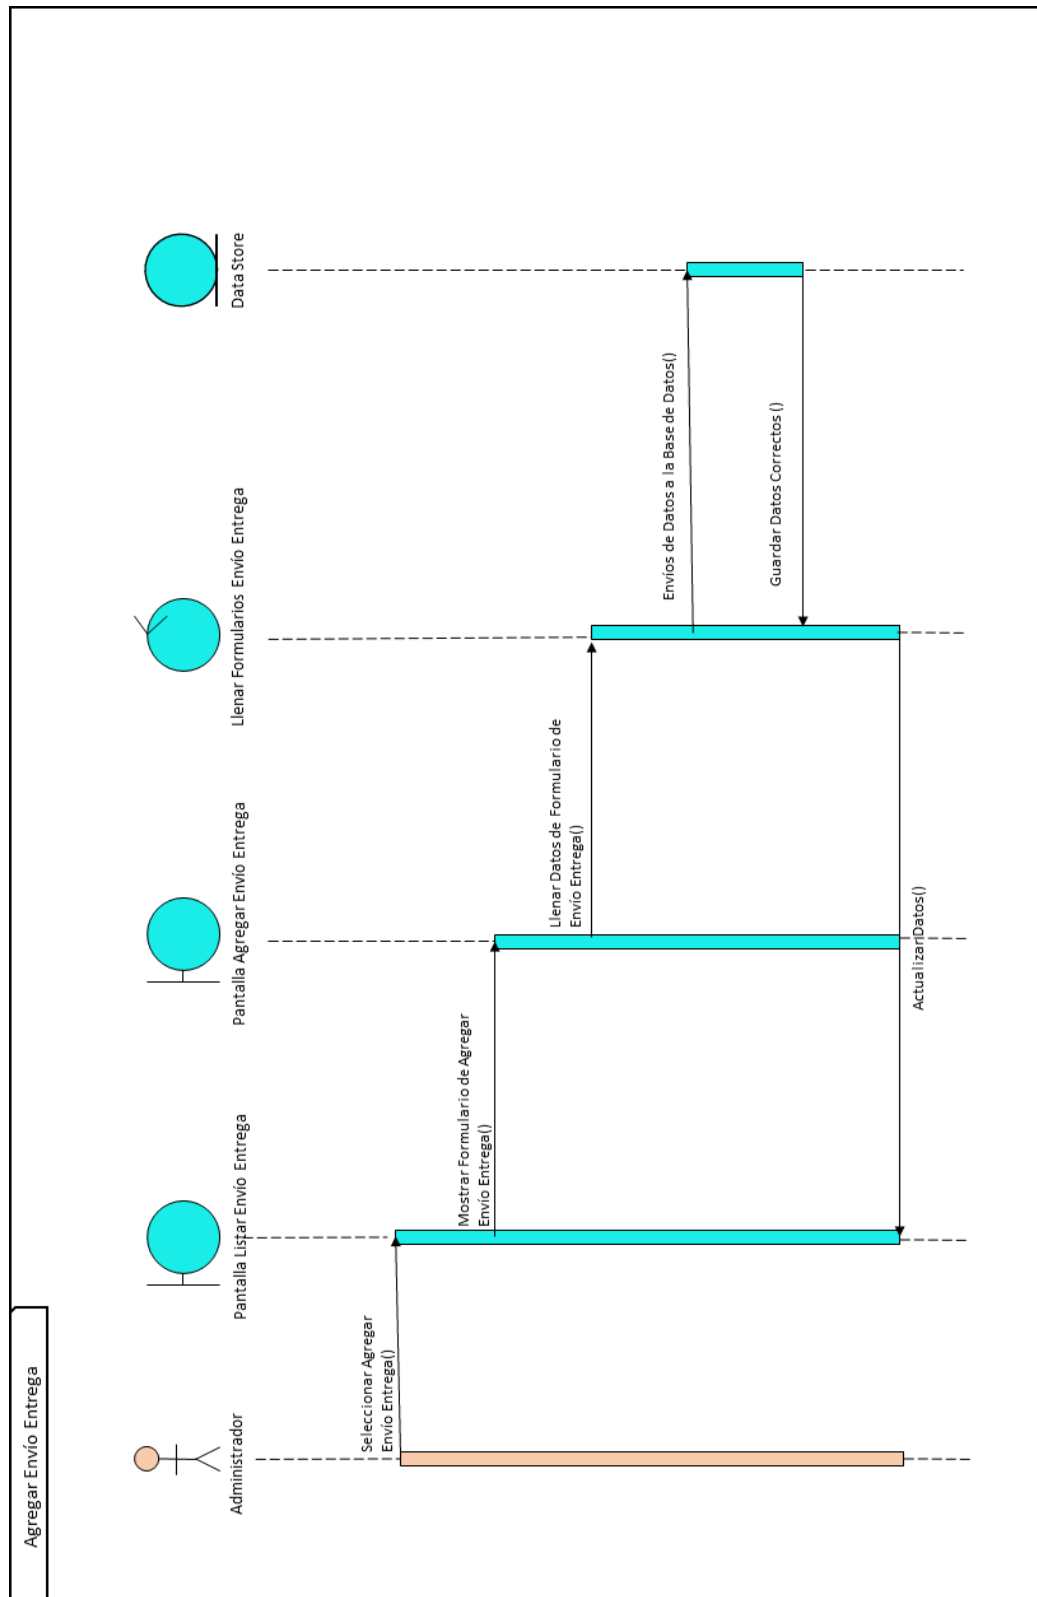 Agregar Envío Entrega
Administrador
Pantalla Listar Envío Entrega
Pantalla Agregar Envío Entrega
Llenar Formularios Envío Entrega
Data Store
Seleccionar Agregar
Envío Entrega()
Mostrar Formulario de Agregar
Envío Entrega()
Llenar Datos de Formulario de
Envío Entrega()
Envíos de Datos a la Base de Datos()
Guardar Datos Correctos ()
Actualizar Datos()